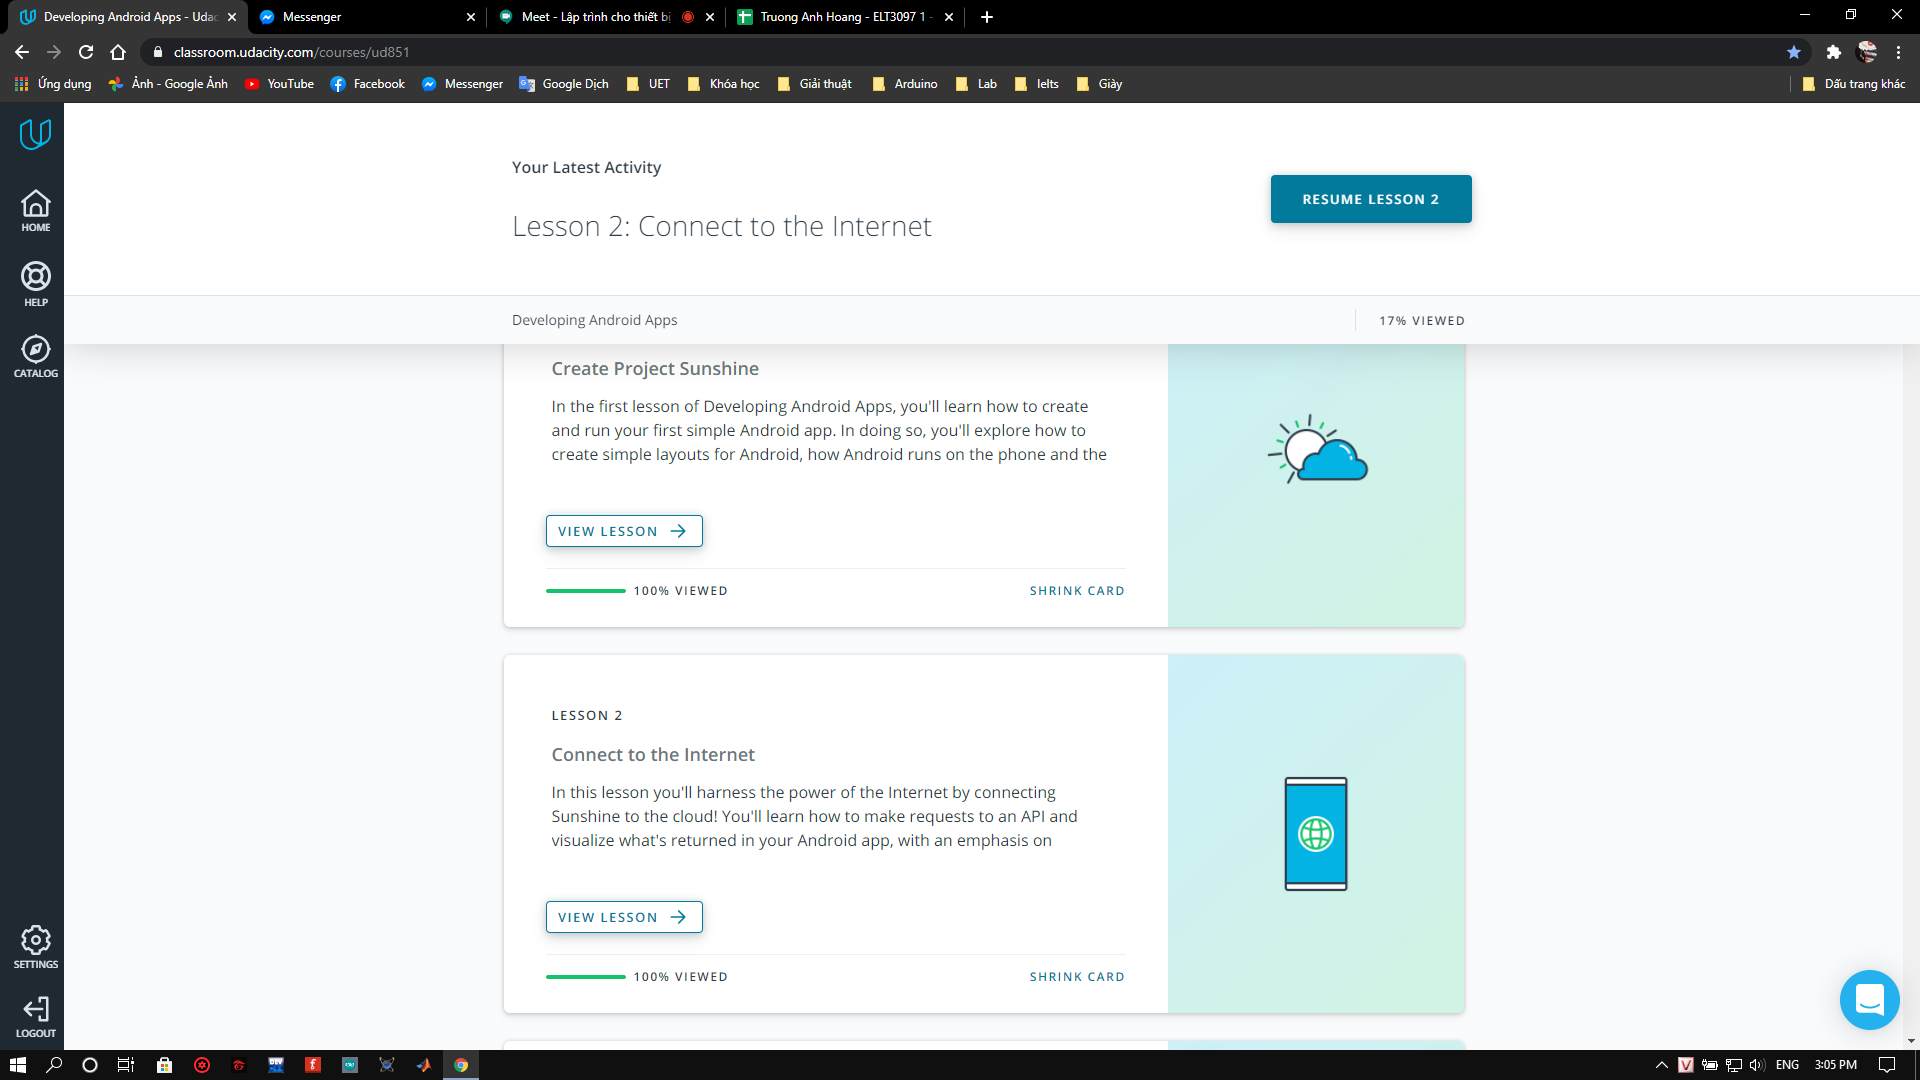 Developing Android Apps - Udac
Messenger
Meet - Lập trình cho thiết bị
Truong Anh Hoang - ELT3097 1 -
classroom.udacity.com/courses/ud851
Ứng dụng
Ảnh - Google Ảnh
YouTube
Facebook
Messenger
Google Dịch
UET
Khóa học
Giải thuật
Arduino
Lab
Ielts
Giày
Dấu trang khác
HOME
HELP
CATALOG
SETTINGS
LOGOUT
Your Latest Activity
Lesson 2: Connect to the Internet
RESUME LESSON 2
Developing Android Apps
17% VIEWED
Create Project Sunshine
In the first lesson of Developing Android Apps, you'll learn how to create
and run your first simple Android app. In doing so, you'll explore how to
create simple layouts for Android, how Android runs on the phone and the
VIEW LESSON
100% VIEWED
SHRINK CARD
LESSON 2
Connect to the Internet
In this lesson you'll harness the power of the Internet by connecting
Sunshine to the cloud! You'll learn how to make requests to an API and
visualize what's returned in your Android app, with an emphasis on
VIEW LESSON
100% VIEWED
SHRINK CARD
ENG
3:05 PM